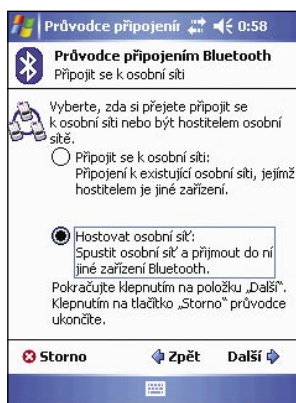 Průvodce připojenír 0:58
Průvodce připojením Bluetooth
Připojit se k osobní síti
Vyberte, zda si přejete připojit se
k osobní síti nebo být hostitelem osobní
sítě.
Připojit se k osobní síti:
Připojení k existující osobní síti, jejímž
hostitelem je jiné zařízení.
Hostovat osobní síť:
Spustit osobní síť a přijmout do ní
jiné zařízení Bluetooth.
Pokračujte klepnutím na položku „Další“.
Klepnutím na tlačítko „Storno“ průvodce
ukončíte.
Storno Zpět Další